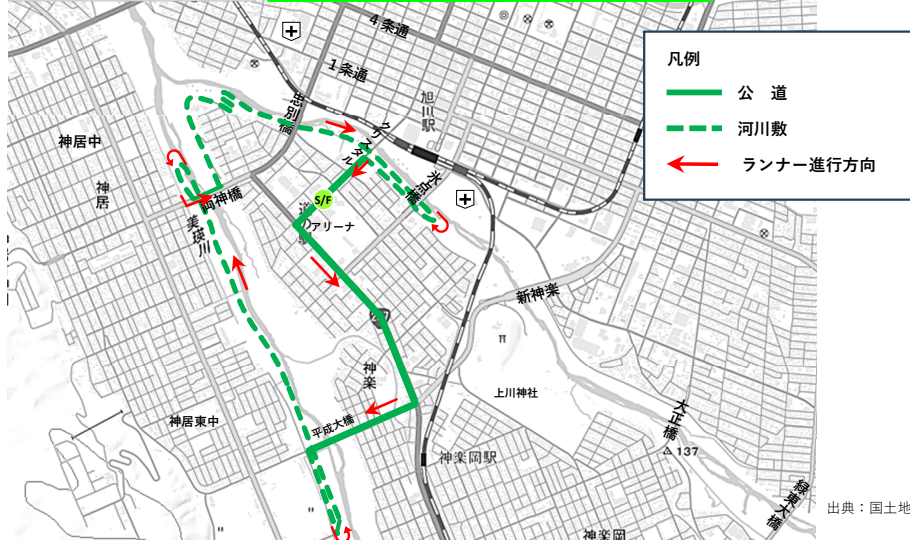 4条通
1条通
忠別橋
旭川駅
クリスタル
氷点橋
神居中
神居
両神橋
美瑛川
S/F
アリーナ
新神楽
神楽
上川神社
平成大橋
神居東中
神楽岡駅
大正橋
137
緑東大橋
神楽岡
凡例
公　道
河川敷
ランナー進行方向
出典：国土地